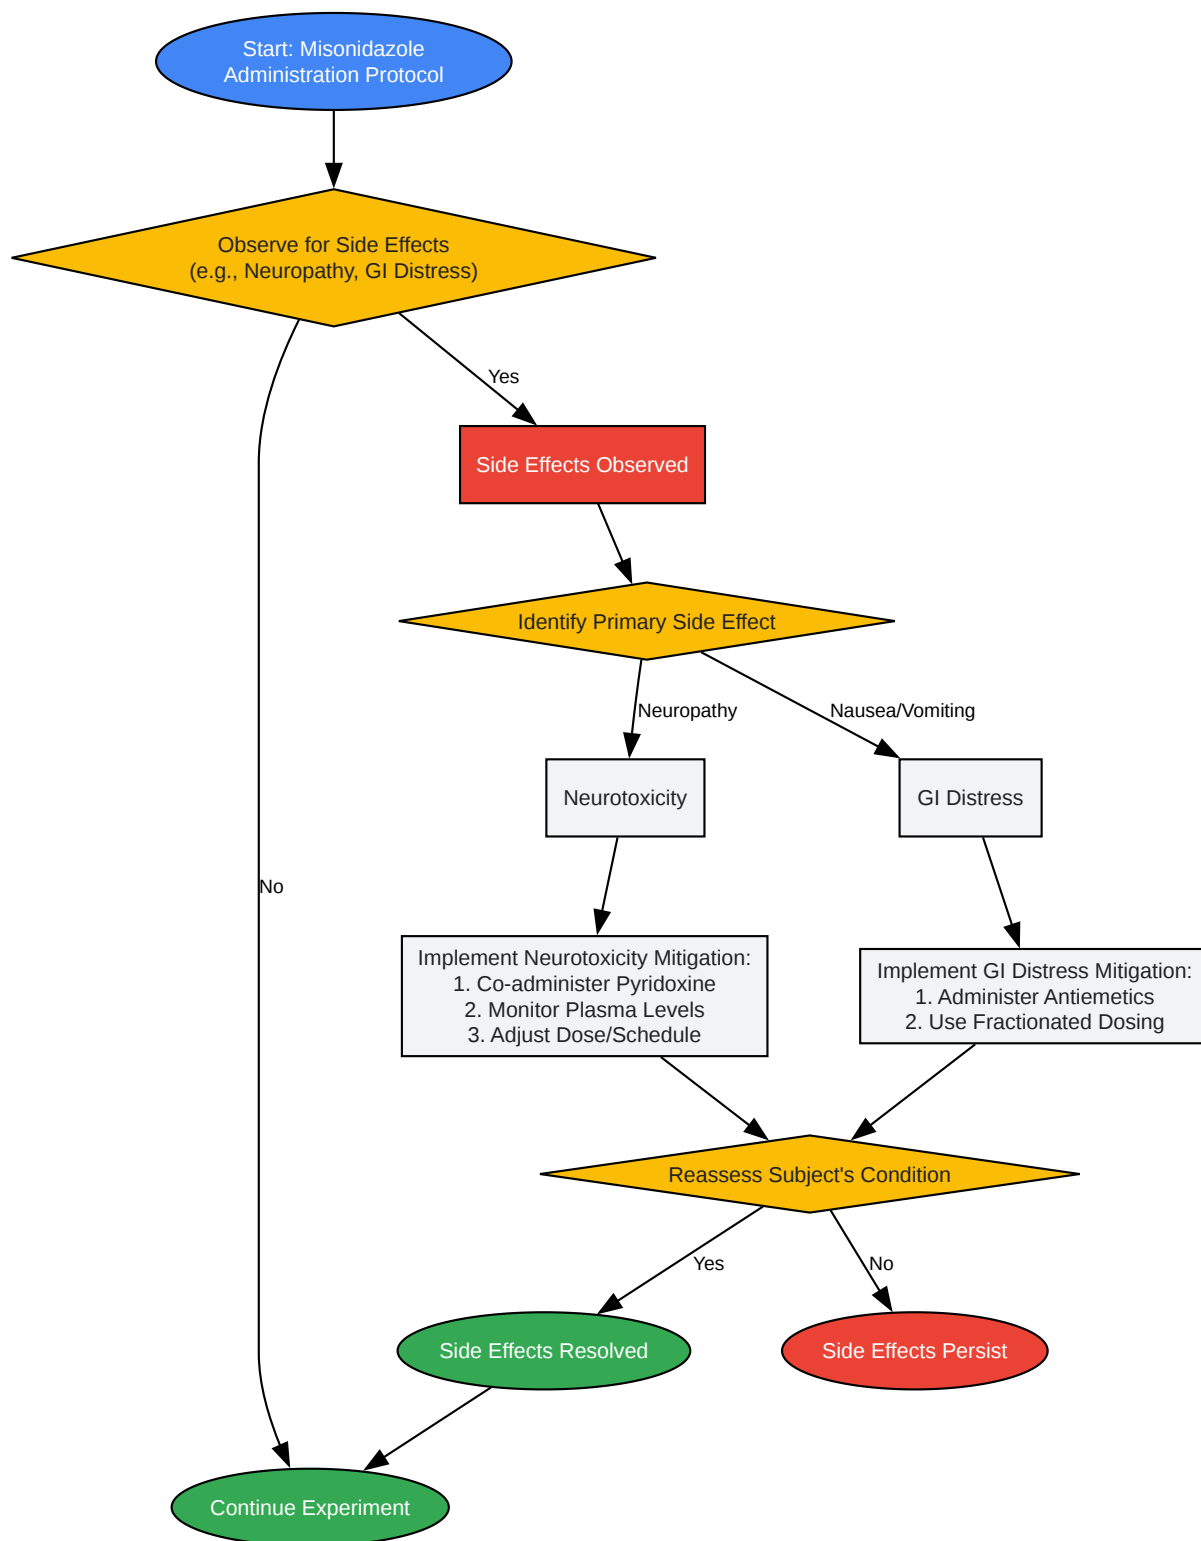 Start: Misonidazole
Administration Protocol
Observe for Side Effects
(e.g., Neuropathy, GI Distress)
Yes
Side Effects Observed
Identify Primary Side Effect
Neuropathy
Nausea/Vomiting
Neurotoxicity
GI Distress
No
Implement Neurotoxicity Mitigation:
1. Co-administer Pyridoxine
2. Monitor Plasma Levels
3. Adjust Dose/Schedule
Implement GI Distress Mitigation:
1. Administer Antiemetics
2. Use Fractionated Dosing
Reassess Subject's Condition
Yes
No
Side Effects Resolved
Side Effects Persist
Continue Experiment